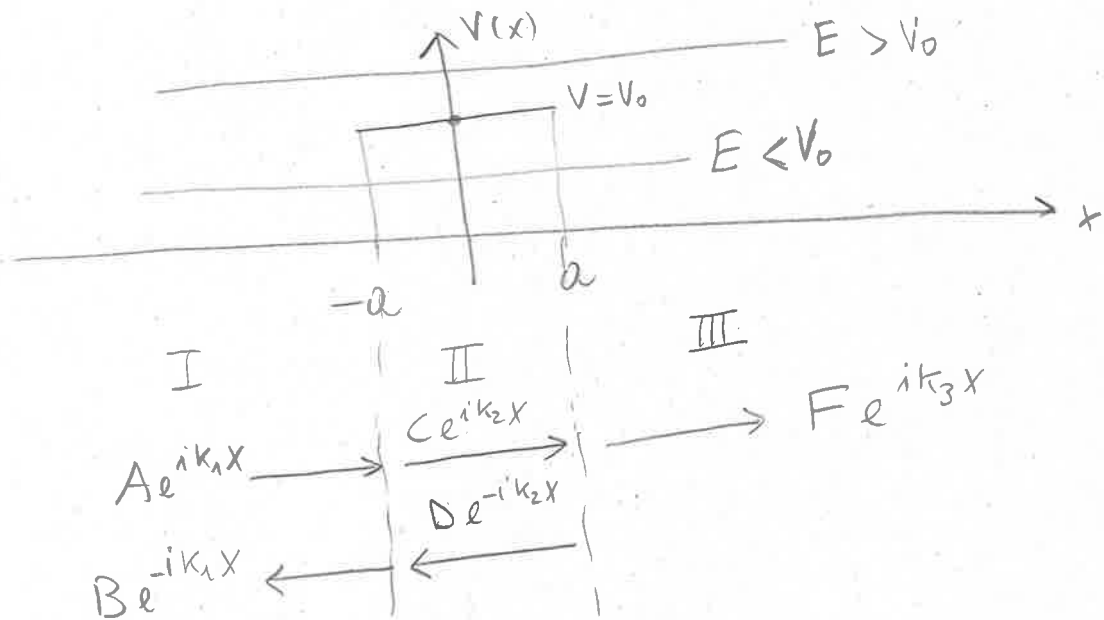 V(x)
E > V₀
V = V₀
E < V₀
x
-a
a
I
II
III
Ce^{ik₂x}
Fe^{ik₃x}
Ae^{ik₁x}
De^{-ik₂x}
Be^{-ik₁x}